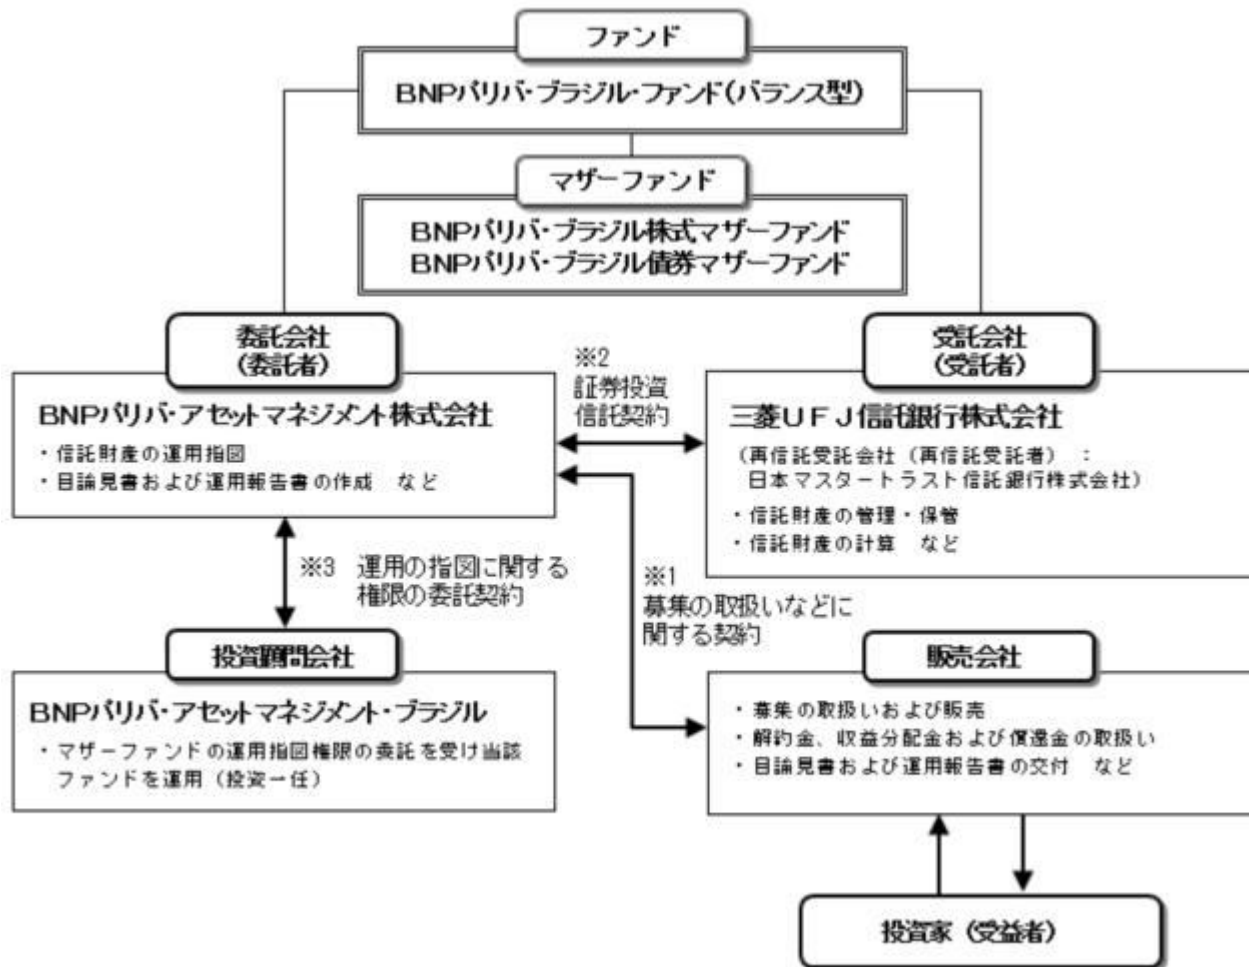 ファンド
BNPパリバ・ブラジル・ファンド(バランス型)
マザーファンド
BNPパリバ・ブラジル株式マザーファンド
BNPパリバ・ブラジル債券マザーファンド
委託会社
(委託者)
BNPパリバ・アセットマネジメント株式会社
・信託財産の運用指図
・目論見書および運用報告書の作成 など
※2
証券投資
信託契約
受託会社
(受託者)
三菱UFJ信託銀行株式会社
(再信託受託会社(再信託受託者) :
日本マスタートラスト信託銀行株式会社)
・信託財産の管理・保管
・信託財産の計算 など
※3 運用の指図に関する
権限の委託契約
※1
募集の取扱いなどに
関する契約
投資顧問会社
BNPパリバ・アセットマネジメント・ブラジル
・マザーファンドの運用指図権限の委託を受け当該
ファンドを運用(投資一任)
販売会社
・募集の取扱いおよび販売
・解約金、収益分配金および償還金の取扱い
・目論見書および運用報告書の交付 など
投資家(受益者)